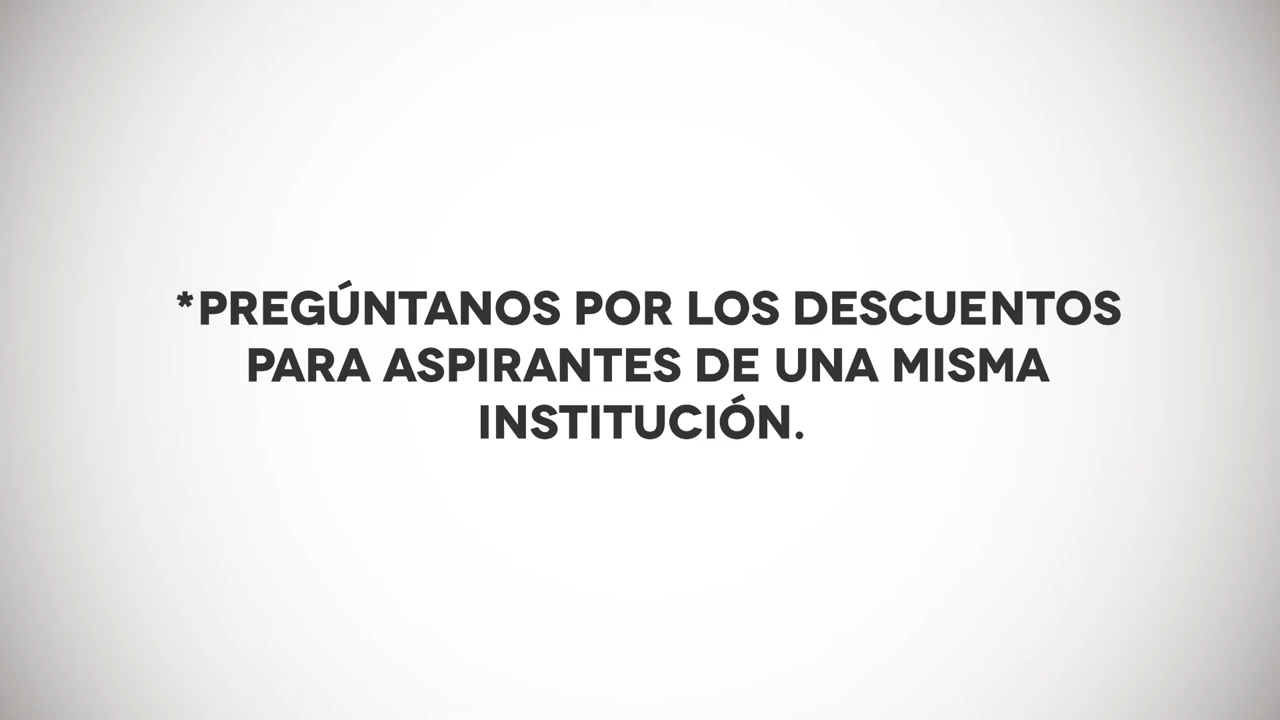 *PREGÚNTANOS POR LOS DESCUENTOS
PARA ASPIRANTES DE UNA MISMA
INSTITUCIÓN.